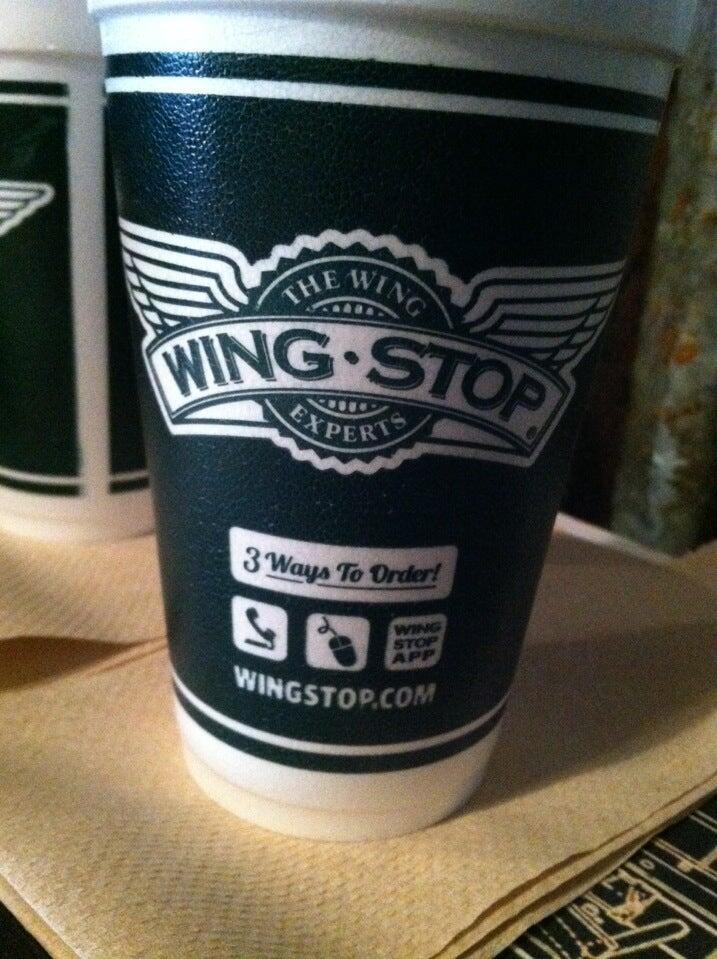 THE WING
WING·STOP®
EXPERTS
3 Ways To Order!
WING
STOP
APP
WINGSTOP.COM